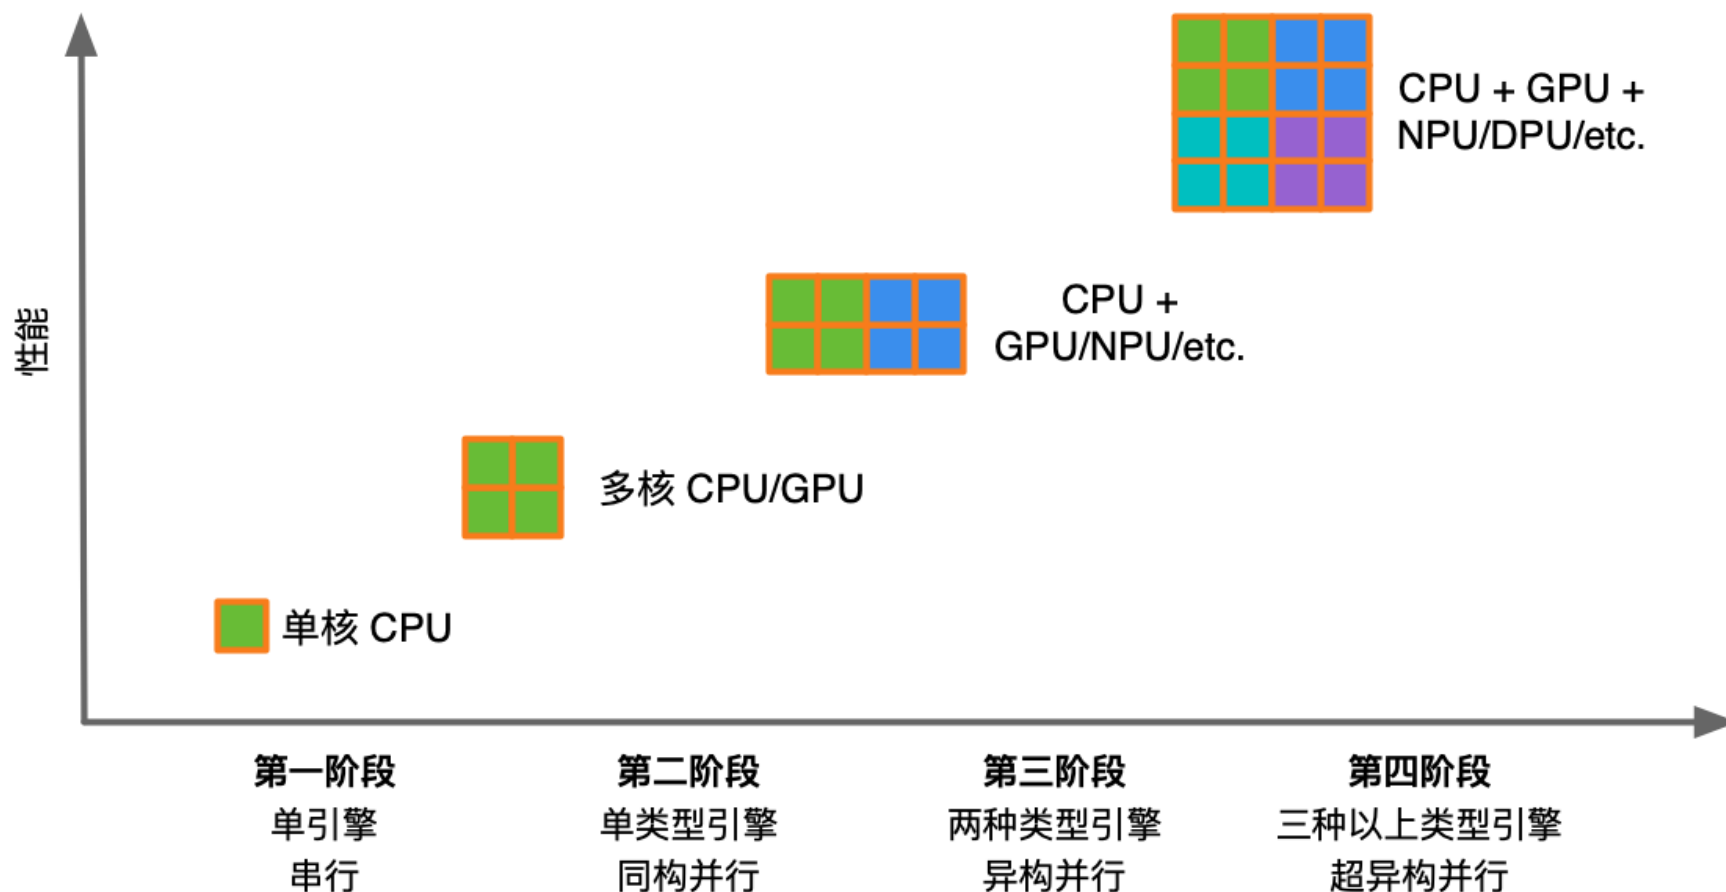 CPU + GPU +
NPU/DPU/etc.
CPU +
GPU/NPU/etc.
性能
多核 CPU/GPU
单核 CPU
第一阶段
单引擎
串行
第二阶段
单类型引擎
同构并行
第三阶段
两种类型引擎
异构并行
第四阶段
三种以上类型引擎
超异构并行